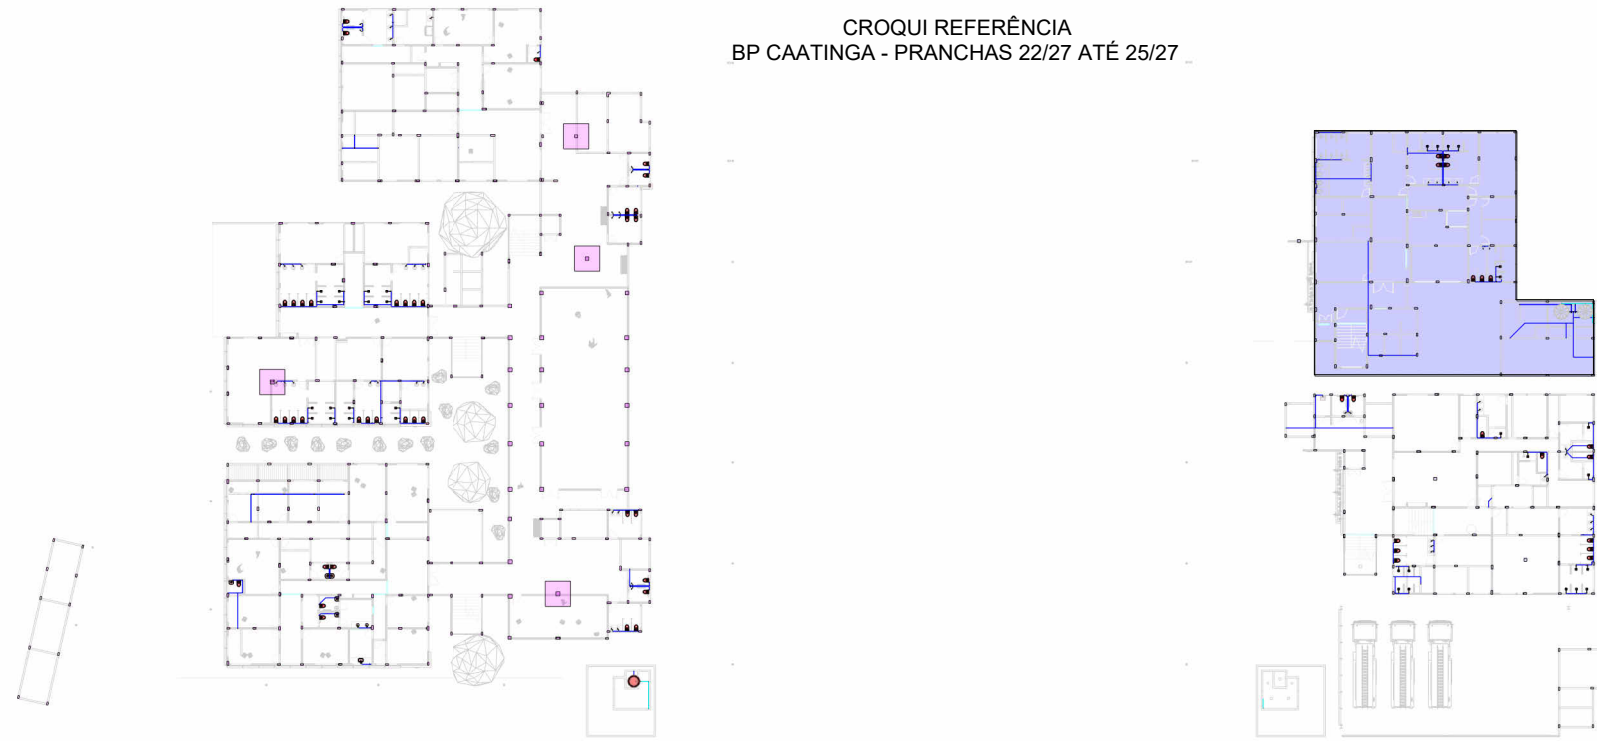 CROQUI REFERÊNCIA
BP CAATINGA - PRANCHAS 22/27 ATÉ 25/27